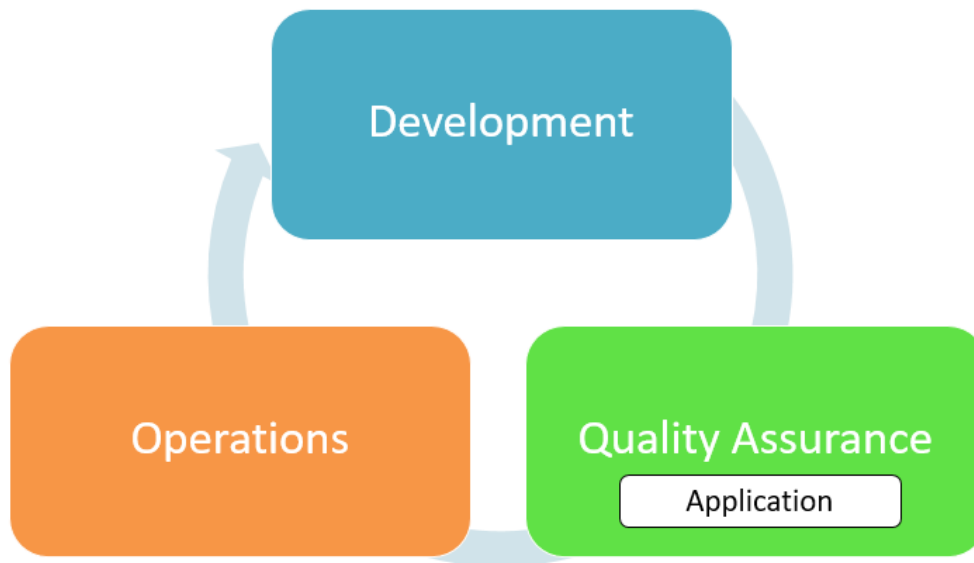 Development
Operations
Quality Assurance
Application